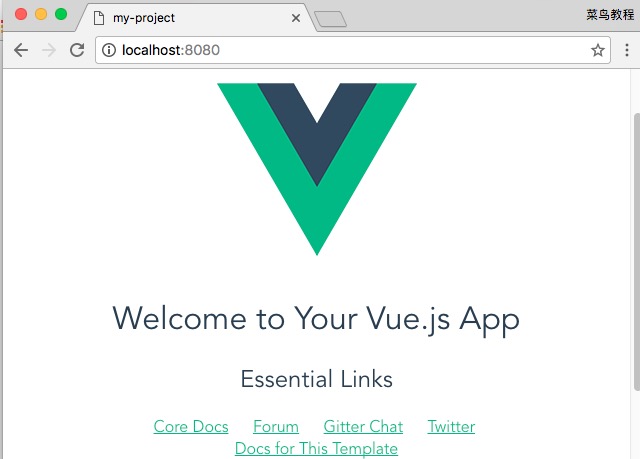 my-project
菜鸟教程
localhost:8080
Welcome to Your Vue.js App
Essential Links
Core Docs Forum Gitter Chat Twitter
Docs for This Template